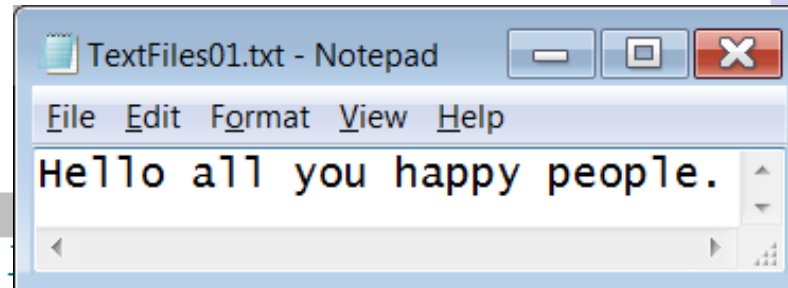 TextFiles01.txt - Notepad
File Edit Format View Help
Hello all you happy people.